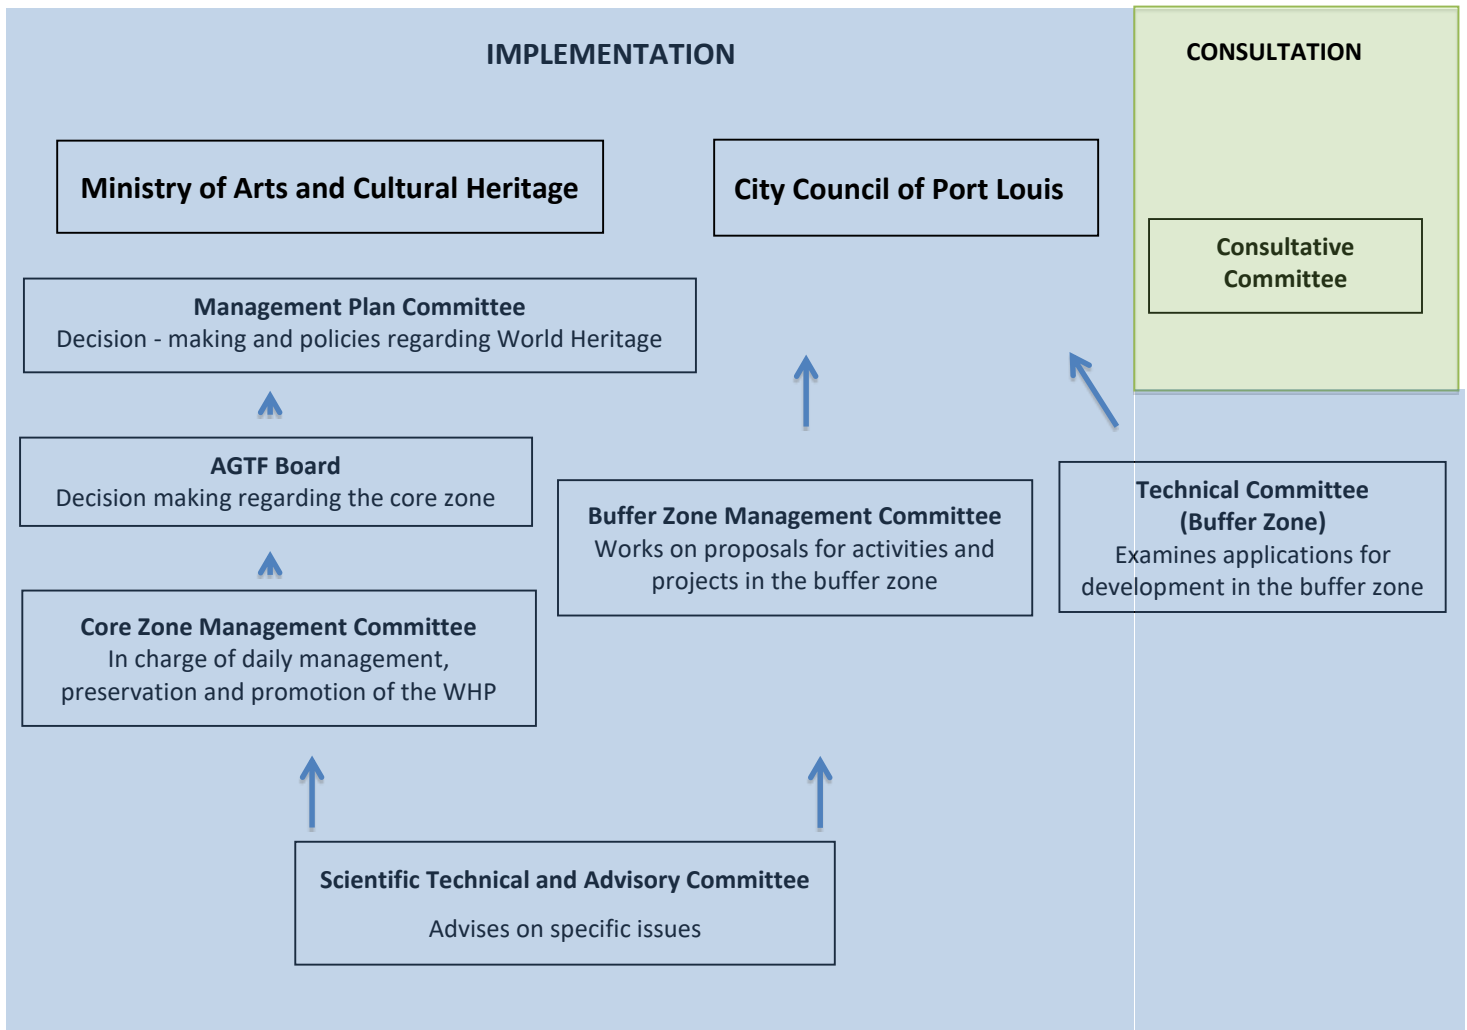 IMPLEMENTATION
CONSULTATION
Ministry of Arts and Cultural Heritage
City Council of Port Louis
Consultative
Committee
Management Plan Committee
Decision - making and policies regarding World Heritage
AGTF Board
Decision making regarding the core zone
Buffer Zone Management Committee
Works on proposals for activities and
projects in the buffer zone
Technical Committee
(Buffer Zone)
Examines applications for
development in the buffer zone
Core Zone Management Committee
In charge of daily management,
preservation and promotion of the WHP
Scientific Technical and Advisory Committee
Advises on specific issues